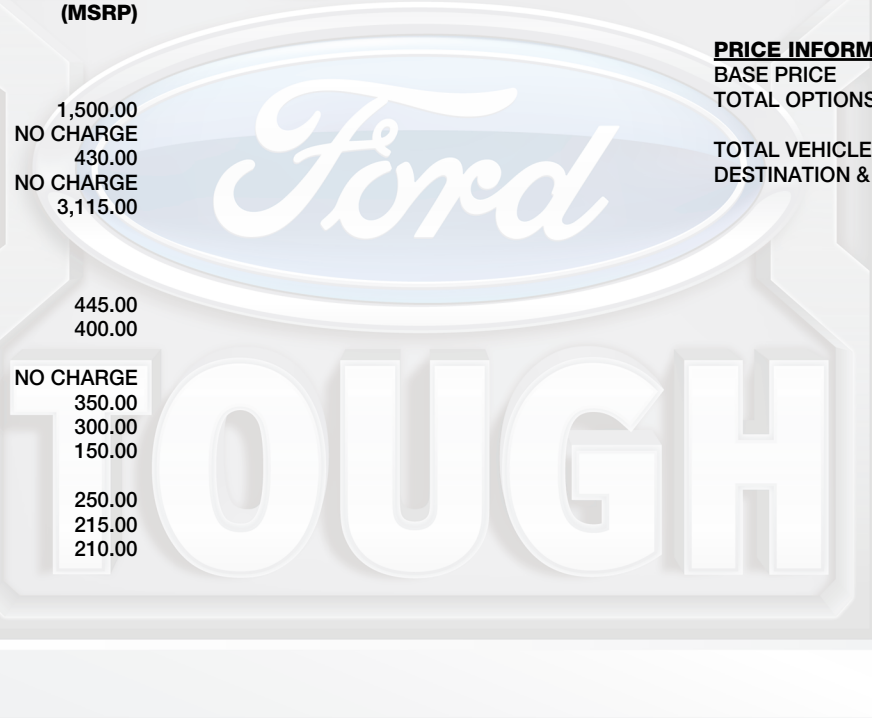 (MSRP)
1,500.00
NO CHARGE
430.00
NO CHARGE
3,115.00
445.00
400.00
NO CHARGE
350.00
300.00
150.00
250.00
215.00
210.00
PRICE INFORM
BASE PRICE
TOTAL OPTIONS
TOTAL VEHICLE
DESTINATION &
Ford
TOUGH